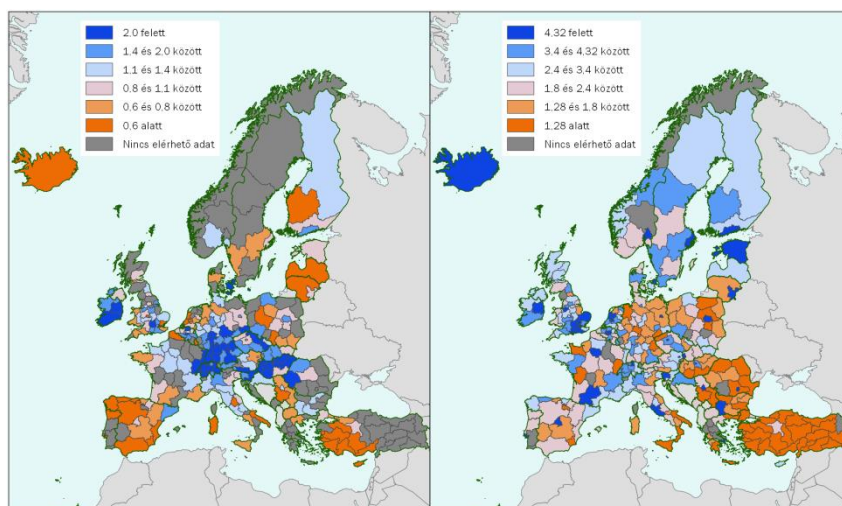 2.0 felett
1.4 és 2.0 között
1.1 és 1.4 között
0.8 és 1.1 között
0.6 és 0.8 között
0.6 alatt
Nincs elérhető adat
4.32 felett
3.4 és 4.32 között
2.4 és 3.4 között
1.8 és 2.4 között
1.28 és 1.8 között
1.28 alatt
Nincs elérhető adat